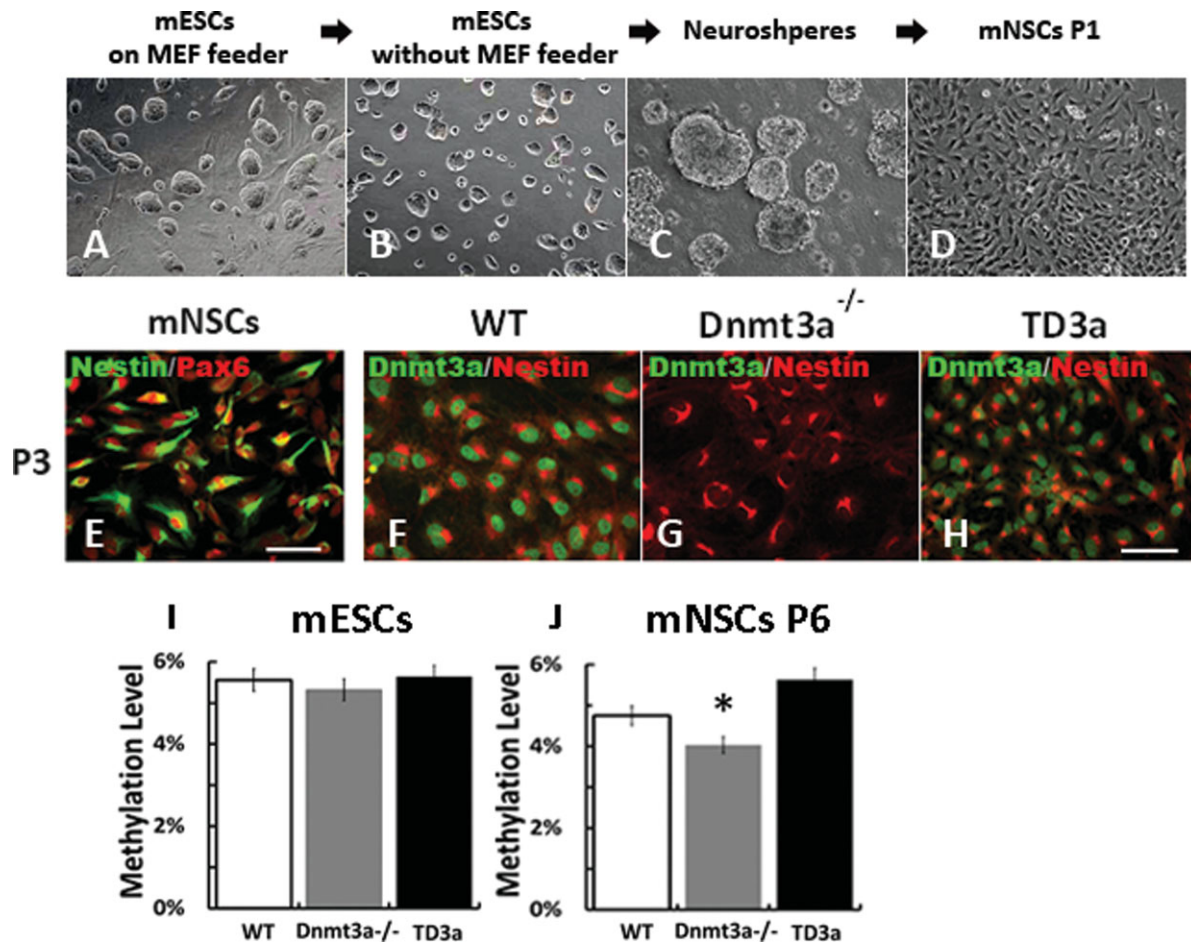 mESCs
on MEF feeder
mESCs
without MEF feeder
Neuroshperes
mNSCs P1
A
B
C
D
mNSCs
WT
Dnmt3a-/-
TD3a
P3
Nestin/Pax6
Dnmt3a/Nestin
Dnmt3a/Nestin
Dnmt3a/Nestin
E
F
G
H
I
mESCs
Methylation Level
6%
4%
2%
0%
WT
Dnmt3a-/-
TD3a
J
mNSCs P6
Methylation Level
6%
4%
2%
0%
*
WT
Dnmt3a-/-
TD3a